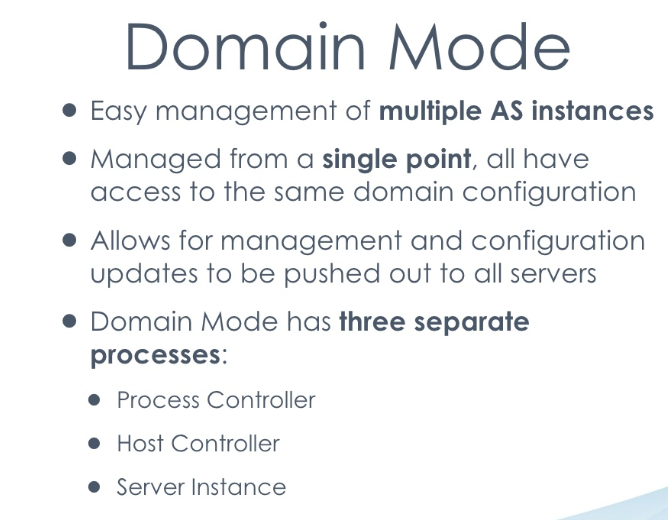 Domain Mode
● Easy management of multiple AS instances
● Managed from a single point, all have
access to the same domain configuration
● Allows for management and configuration
updates to be pushed out to all servers
● Domain Mode has three separate
processes:
● Process Controller
● Host Controller
● Server Instance